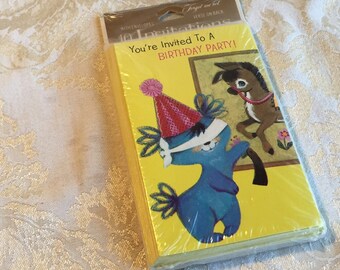 10 Invitations
You're Invited To A
BIRTHDAY PARTY!